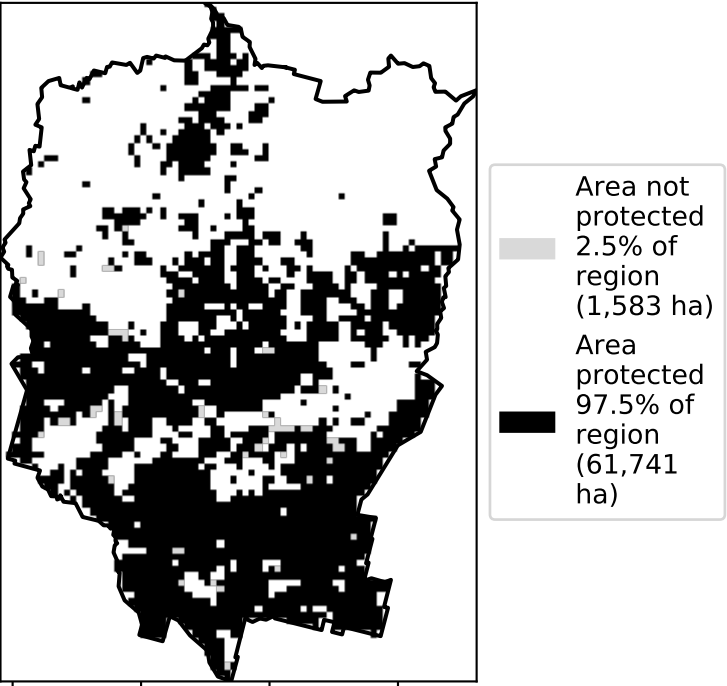 Area not
protected
2.5% of
region
(1,583 ha)
Area
protected
97.5% of
region
(61,741
ha)